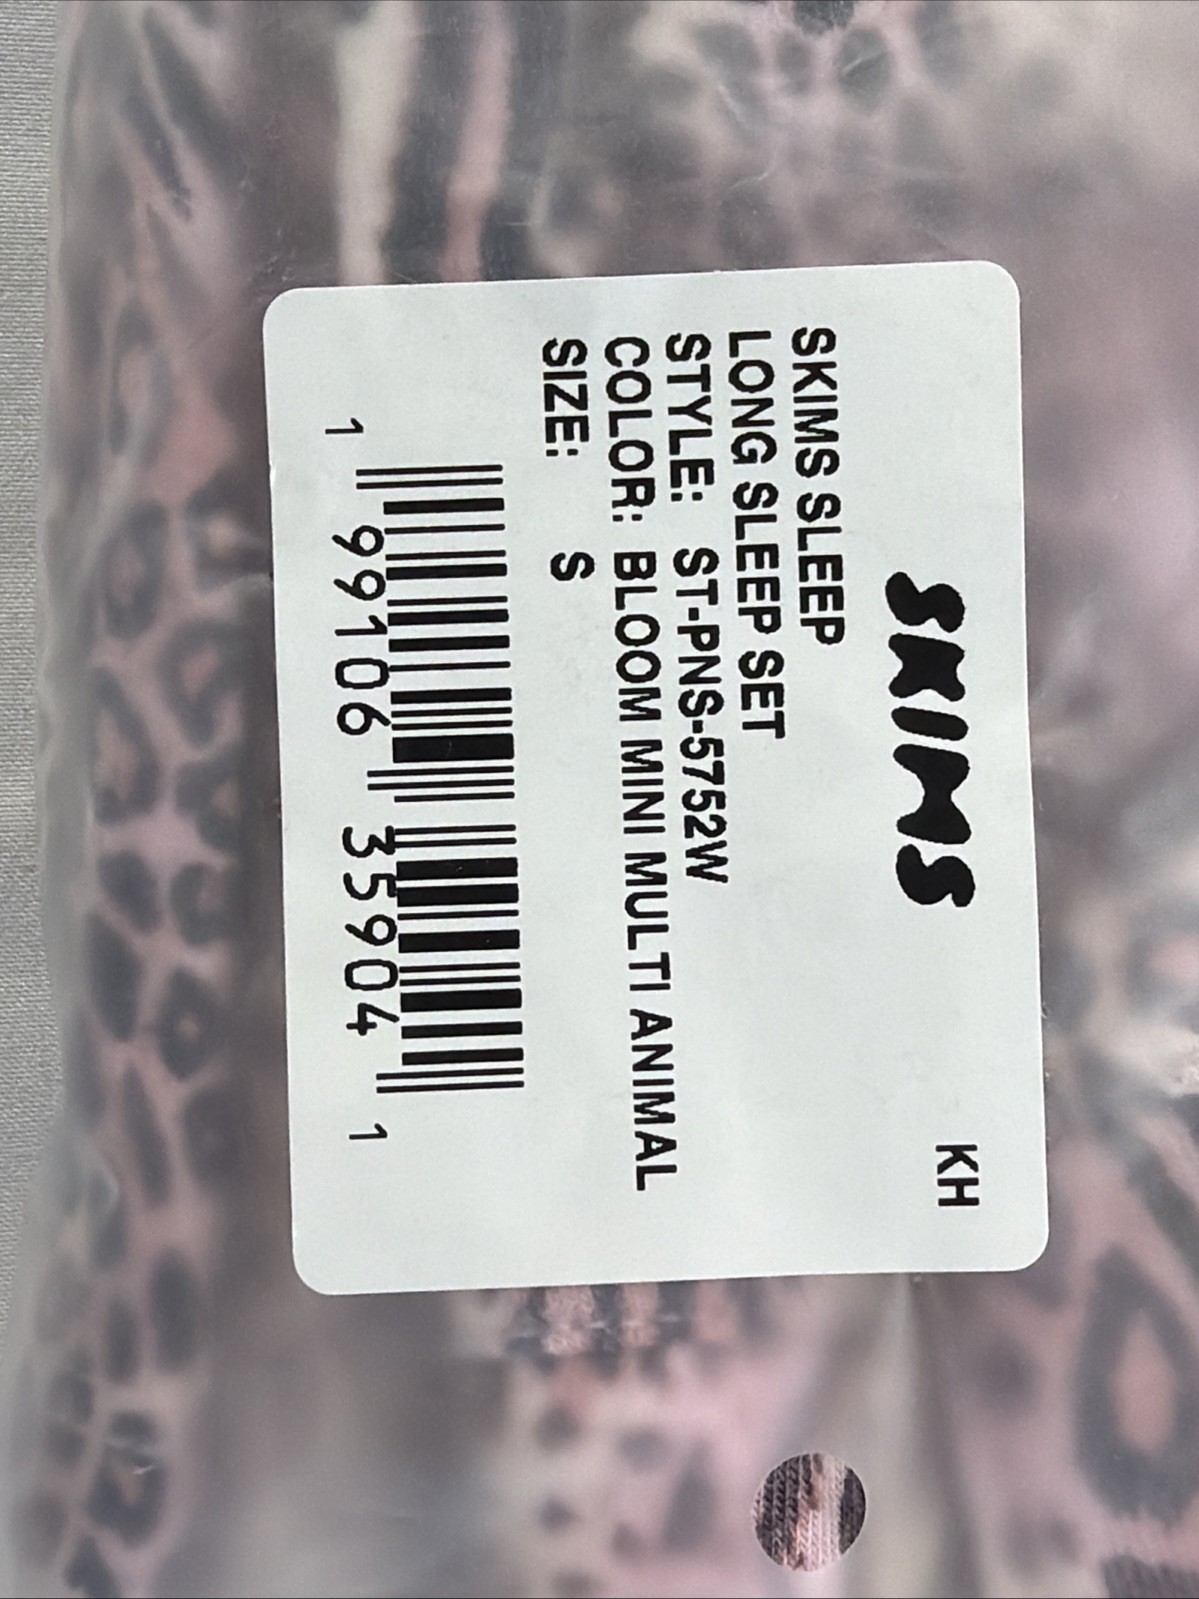 SKIMS
KH
SKIMS SLEEP
LONG SLEEP SET
STYLE: ST-PNS-5752W
COLOR: BLOOM MINI MULTI ANIMAL
SIZE: S
1 99106 35904 1